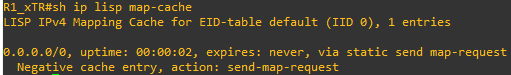 R1_xTR#sh ip lisp map-cache
LISP IPv4 Mapping Cache for EID-table default (IID 0), 1 entries
0.0.0.0/0, uptime: 00:00:02, expires: never, via static send map-request
Negative cache entry, action: send-map-request